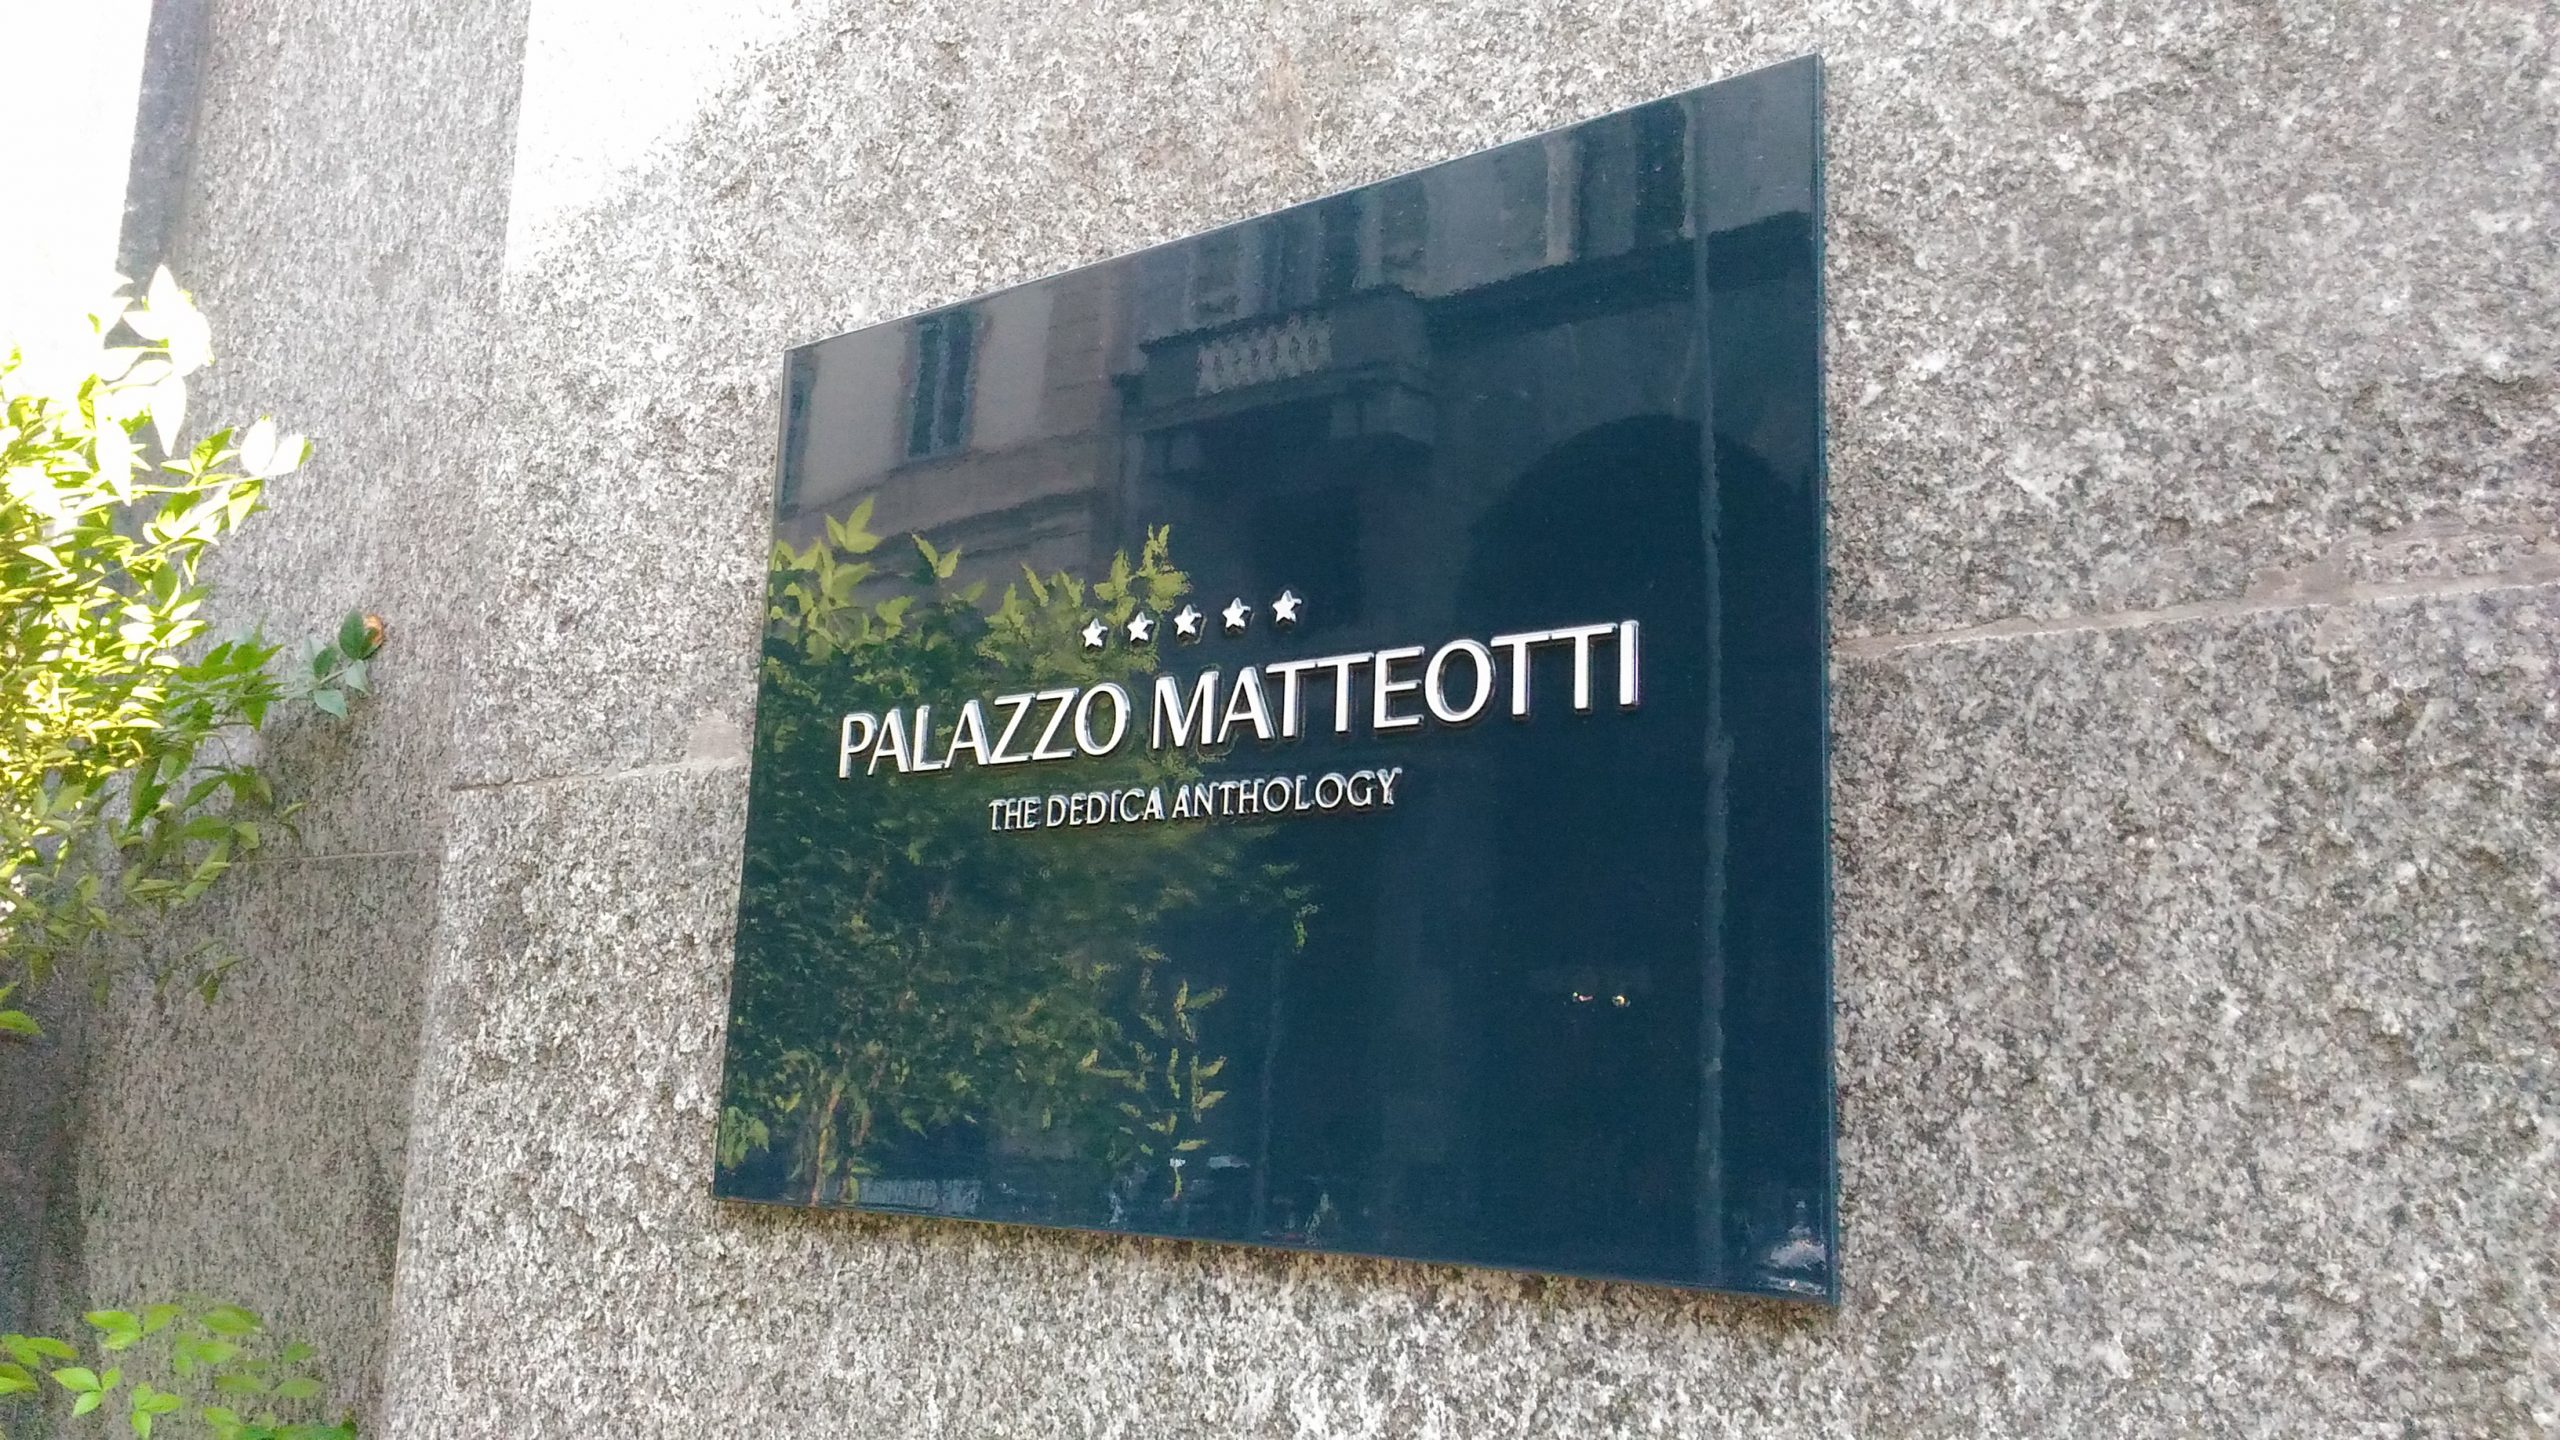 ★★★★★
PALAZZO MATTEOTTI
THE DEDICA ANTHOLOGY